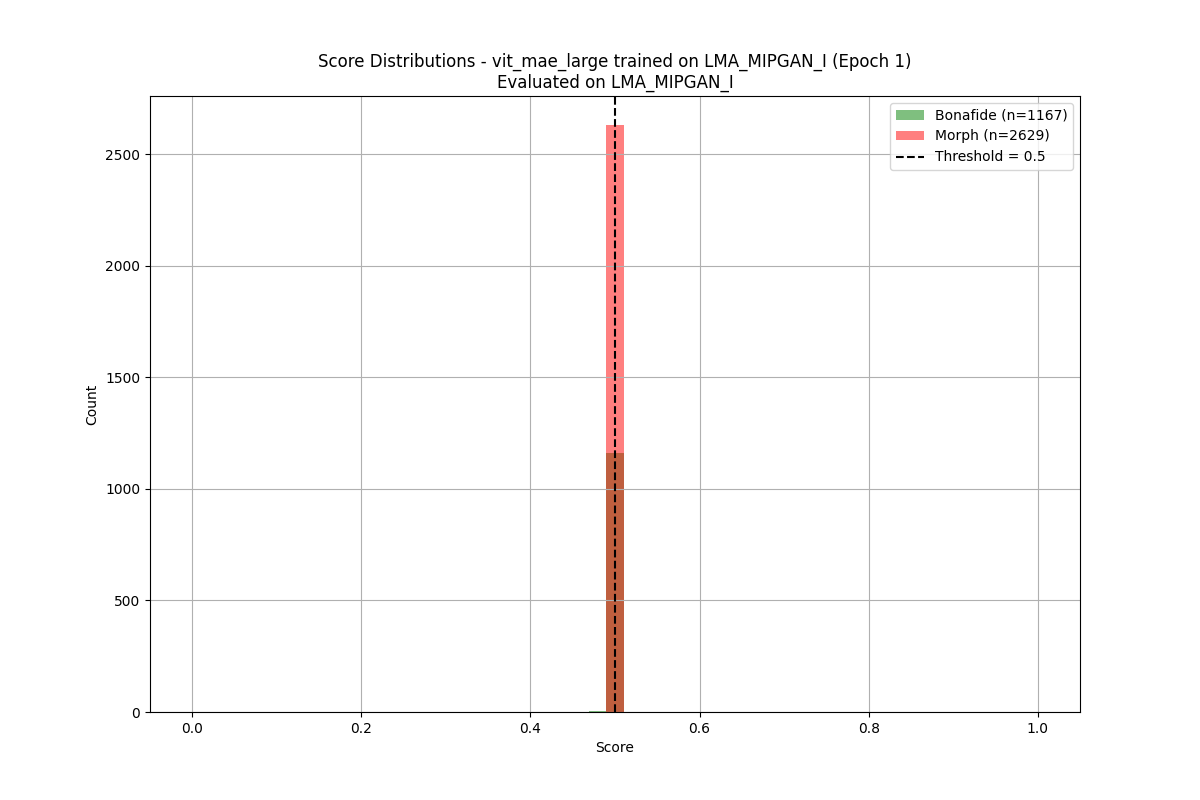 Score Distributions - vit_mae_large trained on LMA_MIPGAN_I (Epoch 1)
Evaluated on LMA_MIPGAN_I
Bonafide (n=1167)
Morph (n=2629)
Threshold = 0.5
2500
2000
1500
1000
500
0
Count
0.0 0.2 0.4 0.6 0.8 1.0
Score